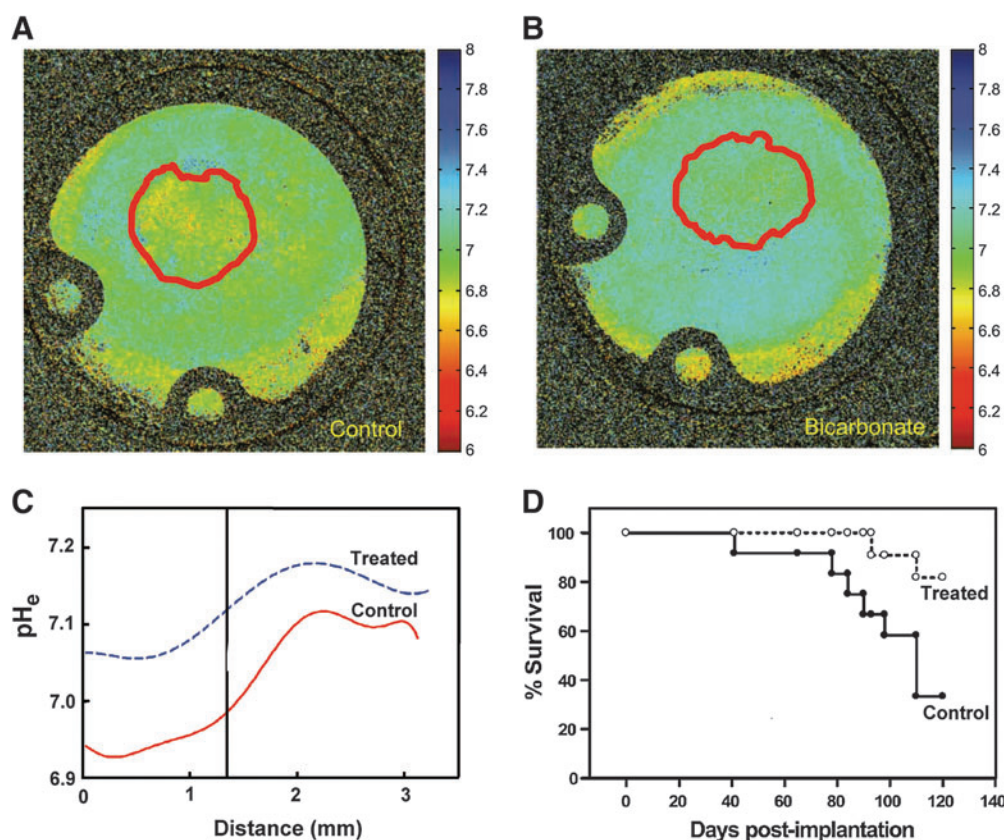 A
8
7.8
7.6
7.4
7.2
7
6.8
6.6
6.4
6.2
6
Control
B
8
7.8
7.6
7.4
7.2
7
6.8
6.6
6.4
6.2
6
Bicarbonate
C
7.2
7.1
7.0
6.9
pHe
Treated
Control
0 1 2 3
Distance (mm)
D
100
80
60
40
20
0
% Survival
Treated
Control
0 20 40 60 80 100 120 140
Days post-implantation